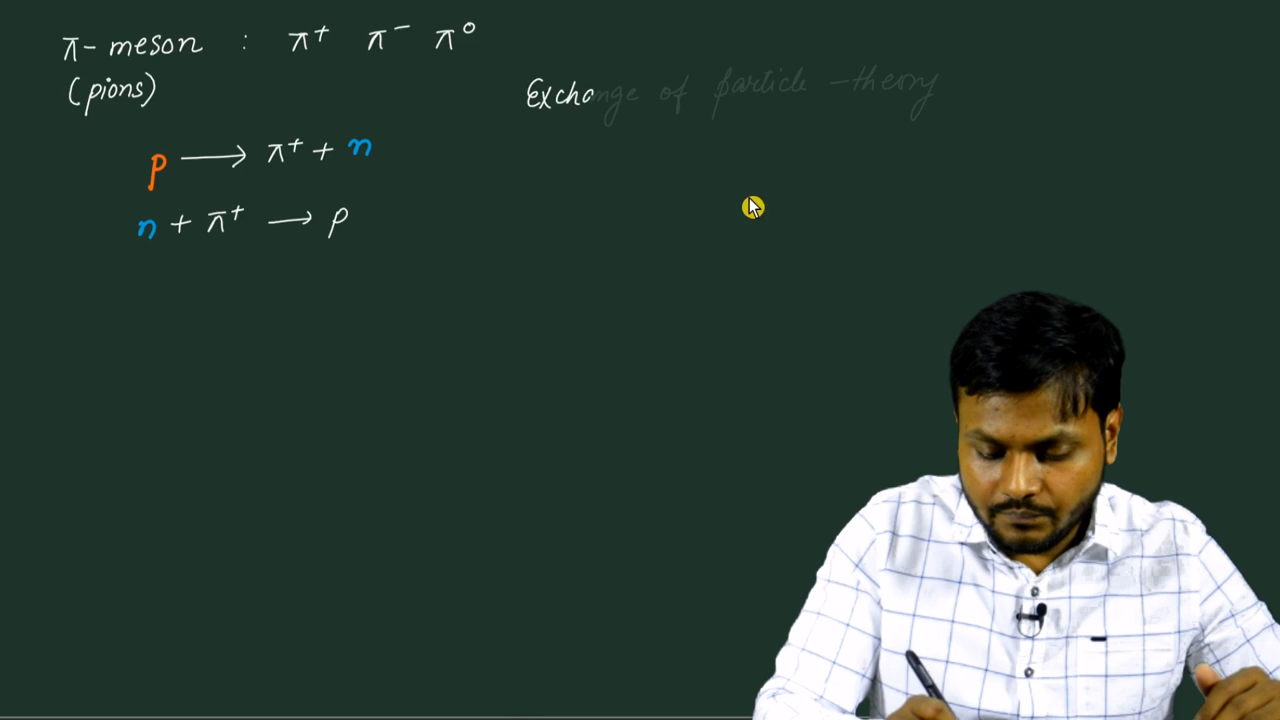 π- meson : π⁺ π⁻ π⁰
(pions)
Exchange of particle -theory
p ⟶ π⁺ + n
n + π⁺ ⟶ p